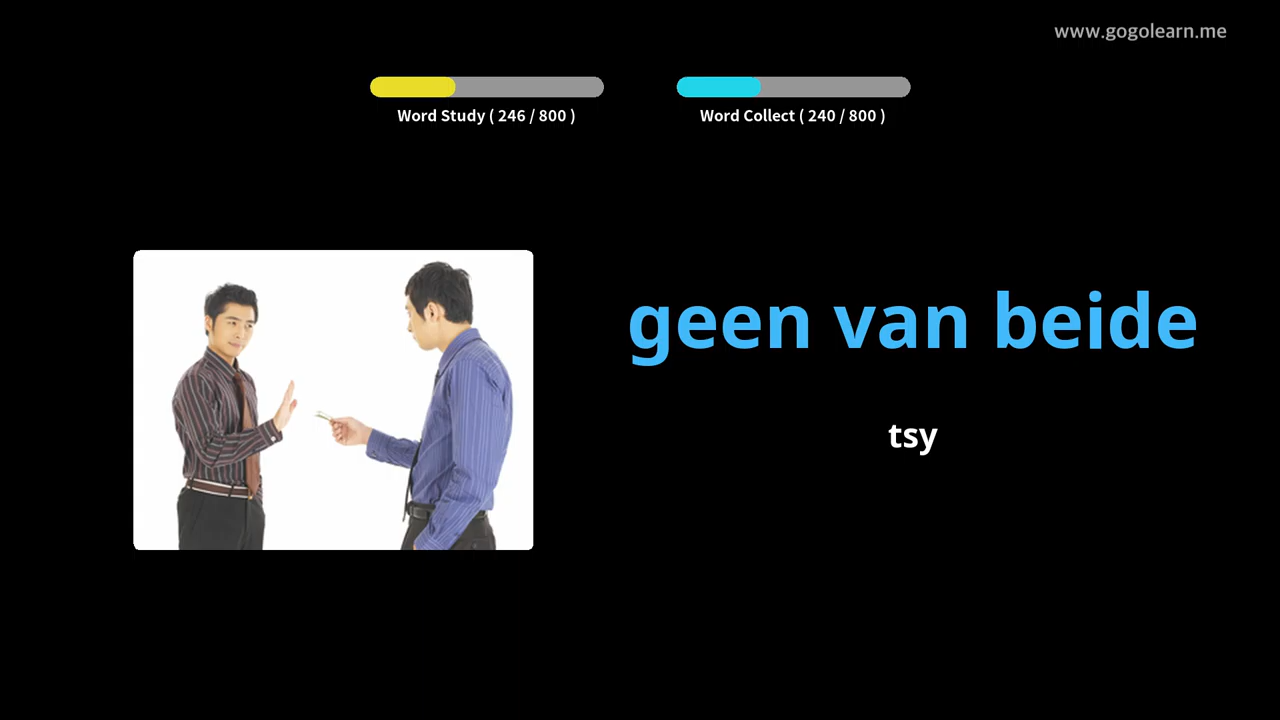 www.gogolearn.me
Word Study ( 246 / 800 )
Word Collect ( 240 / 800 )
geen van beide
tsy